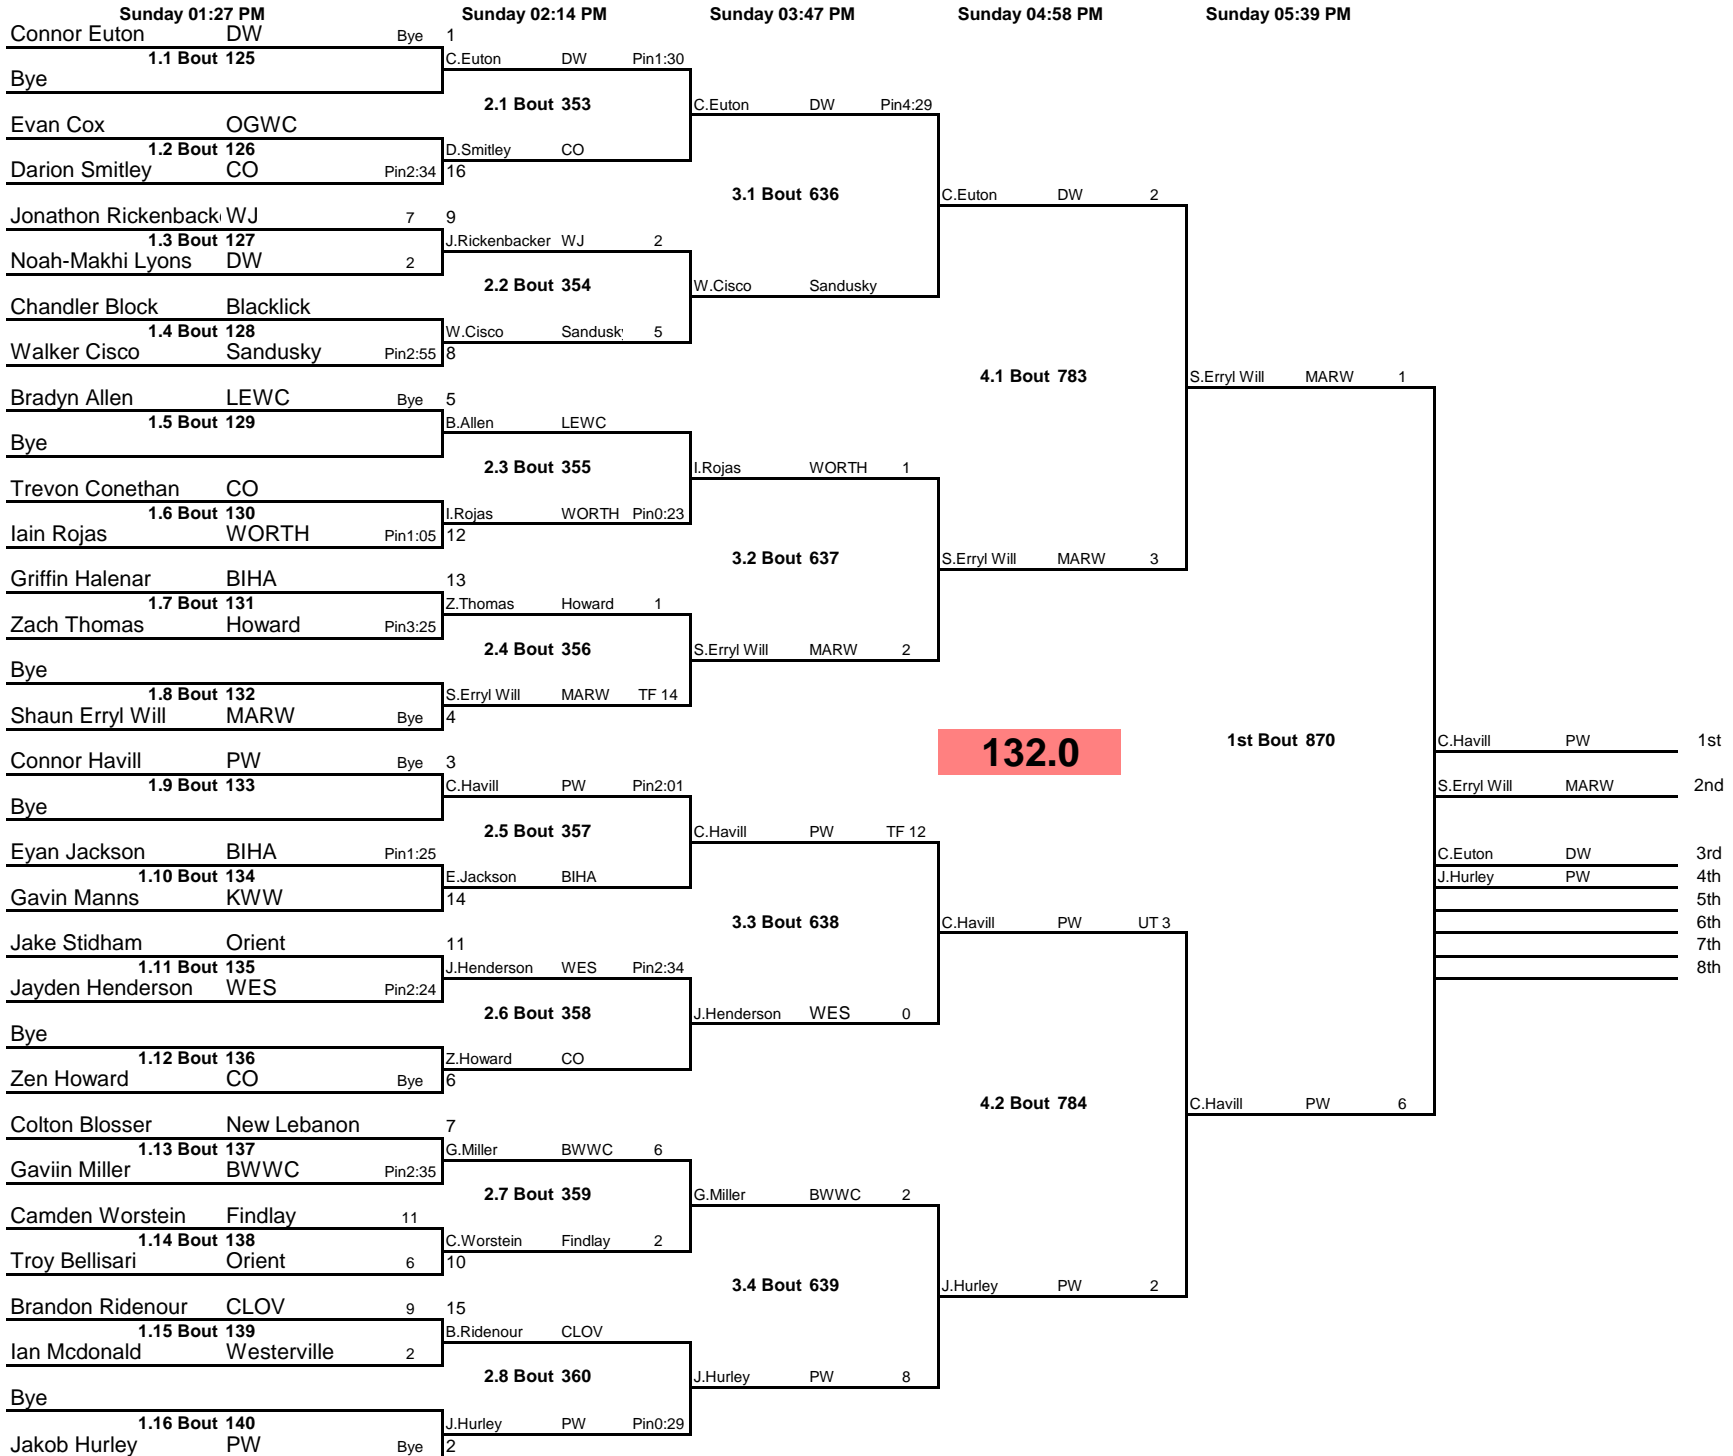 Sunday 01:27 PM Sunday 02:14 PM Sunday 03:47 PM Sunday 04:58 PM Sunday 05:39 PM
Connor Euton DW Bye 1
1.1 Bout 125 C.Euton DW Pin1:30
Bye
2.1 Bout 353 C.Euton DW Pin4:29
Evan Cox OGWC
1.2 Bout 126 D.Smitley CO
Darion Smitley CO Pin2:34 16
3.1 Bout 636 C.Euton DW 2
Jonathon Rickenback WJ 7 9
1.3 Bout 127 J.Rickenbacker WJ 2
Noah-Makhi Lyons DW 2
2.2 Bout 354 W.Cisco Sandusky
Chandler Block Blacklick
1.4 Bout 128 W.Cisco Sandusk 5
Walker Cisco Sandusky Pin2:55 8
4.1 Bout 783 S.Erryl Will MARW 1
Bradyn Allen LEWC Bye 5
1.5 Bout 129 B.Allen LEWC
Bye
2.3 Bout 355 I.Rojas WORTH 1
Trevon Conethan CO
1.6 Bout 130 I.Rojas WORTH Pin0:23
Iain Rojas WORTH Pin1:05 12
3.2 Bout 637 S.Erryl Will MARW 3
Griffin Halenar BIHA 13
1.7 Bout 131 Z.Thomas Howard 1
Zach Thomas Howard Pin3:25
2.4 Bout 356 S.Erryl Will MARW 2
Bye
1.8 Bout 132 S.Erryl Will MARW TF 14
Shaun Erryl Will MARW Bye 4
132.0 1st Bout 870 C.Havill PW 1st
Connor Havill PW Bye 3
1.9 Bout 133 C.Havill PW Pin2:01 S.Erryl Will MARW 2nd
Bye
2.5 Bout 357 C.Havill PW TF 12
Eyan Jackson BIHA Pin1:25 C.Euton DW 3rd
1.10 Bout 134 E.Jackson BIHA J.Hurley PW 4th
Gavin Manns KWW 14 5th
3.3 Bout 638 C.Havill PW UT 3 6th
Jake Stidham Orient 11 7th
1.11 Bout 135 J.Henderson WES Pin2:34 8th
Jayden Henderson WES Pin2:24
2.6 Bout 358 J.Henderson WES 0
Bye
1.12 Bout 136 Z.Howard CO
Zen Howard CO Bye 6
4.2 Bout 784 C.Havill PW 6
Colton Blosser New Lebanon 7
1.13 Bout 137 G.Miller BWWC 6
Gaviin Miller BWWC Pin2:35
2.7 Bout 359 G.Miller BWWC 2
Camden Worstein Findlay 11
1.14 Bout 138 C.Worstein Findlay 2
Troy Bellisari Orient 6 10
3.4 Bout 639 J.Hurley PW 2
Brandon Ridenour CLOV 9 15
1.15 Bout 139 B.Ridenour CLOV
Ian Mcdonald Westerville 2
2.8 Bout 360 J.Hurley PW 8
Bye
1.16 Bout 140 J.Hurley PW Pin0:29
Jakob Hurley PW Bye 2